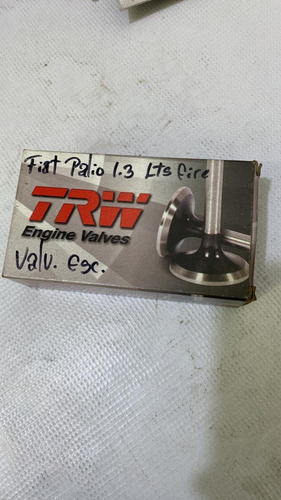 Fiat Palio 1.3 Lts fire
TRW
Engine Valves
Valv. Esc.